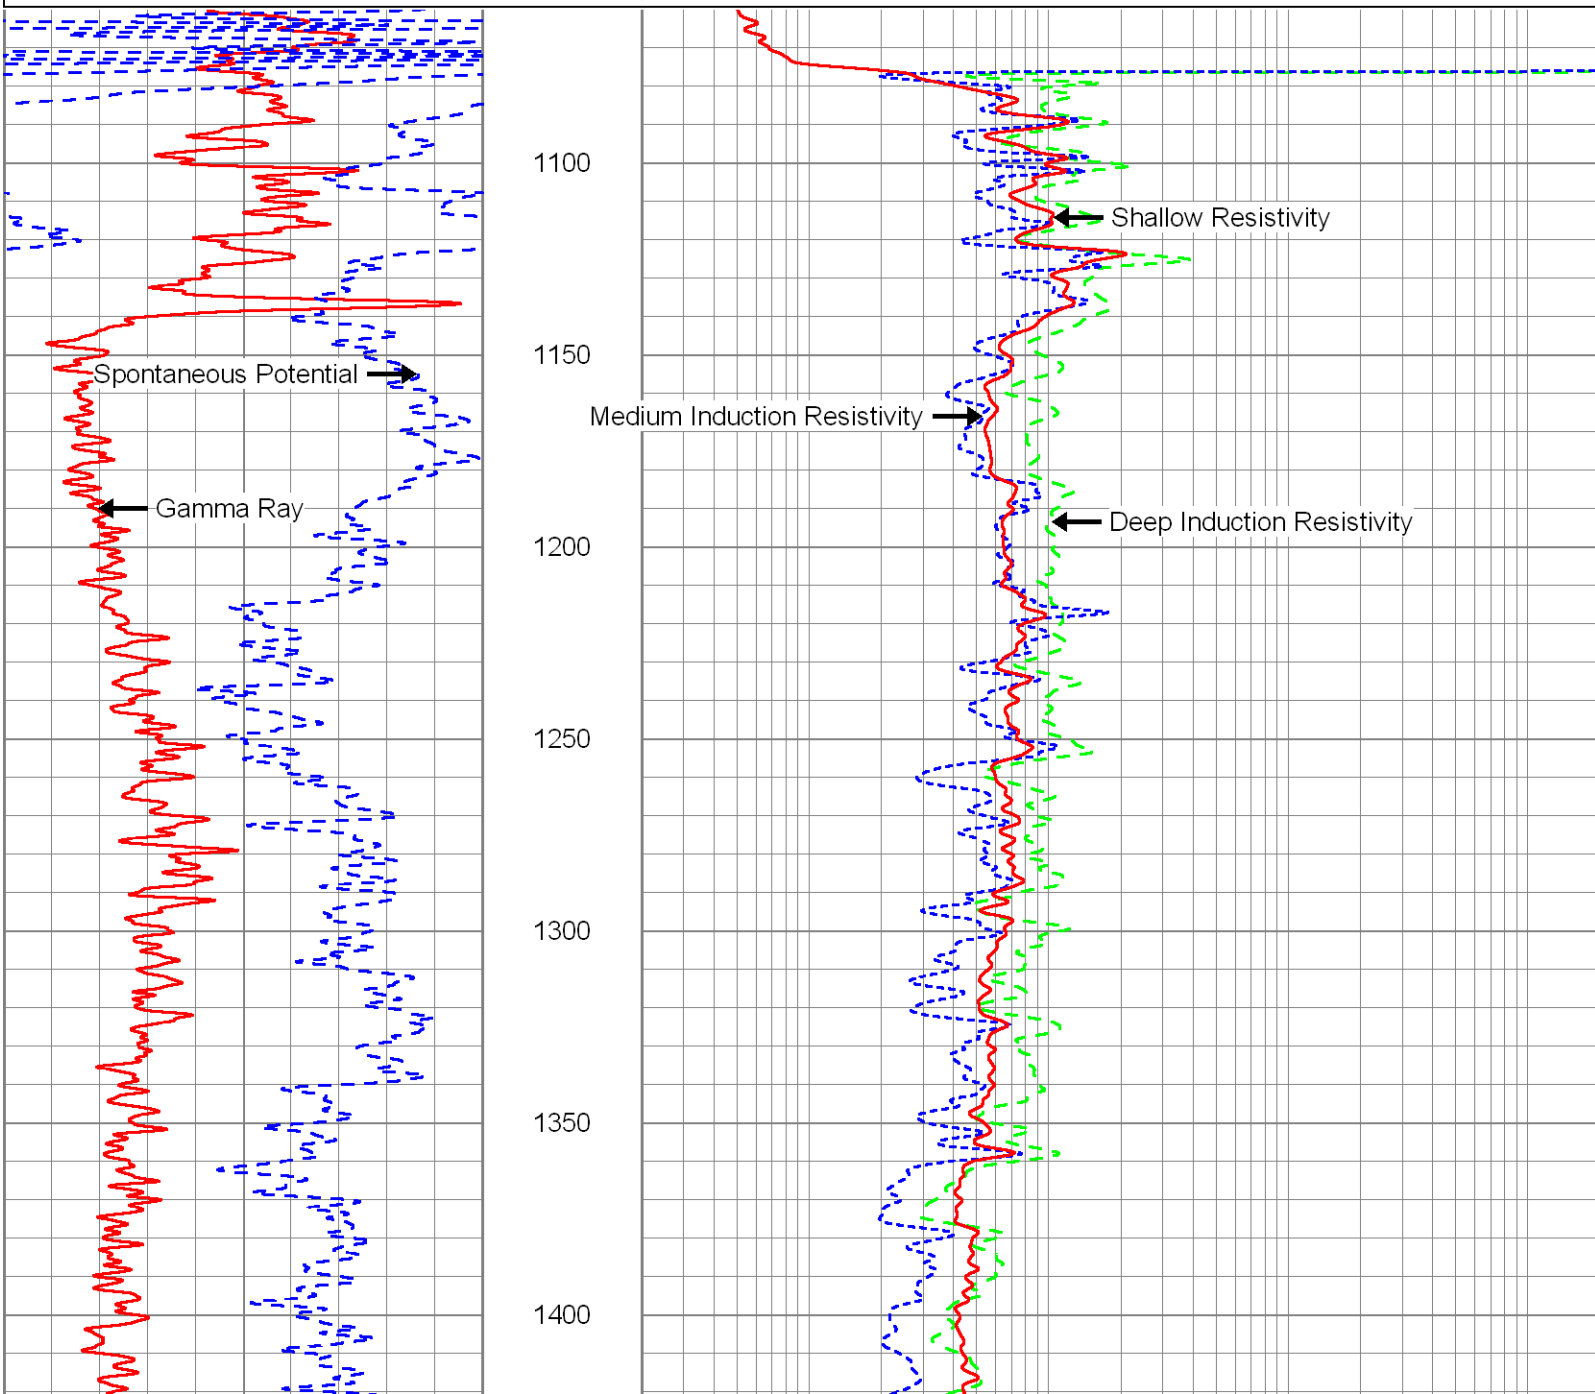 1100
Shallow Resistivity
1150
Spontaneous Potential
Medium Induction Resistivity
Gamma Ray
Deep Induction Resistivity
1200
1250
1300
1350
1400